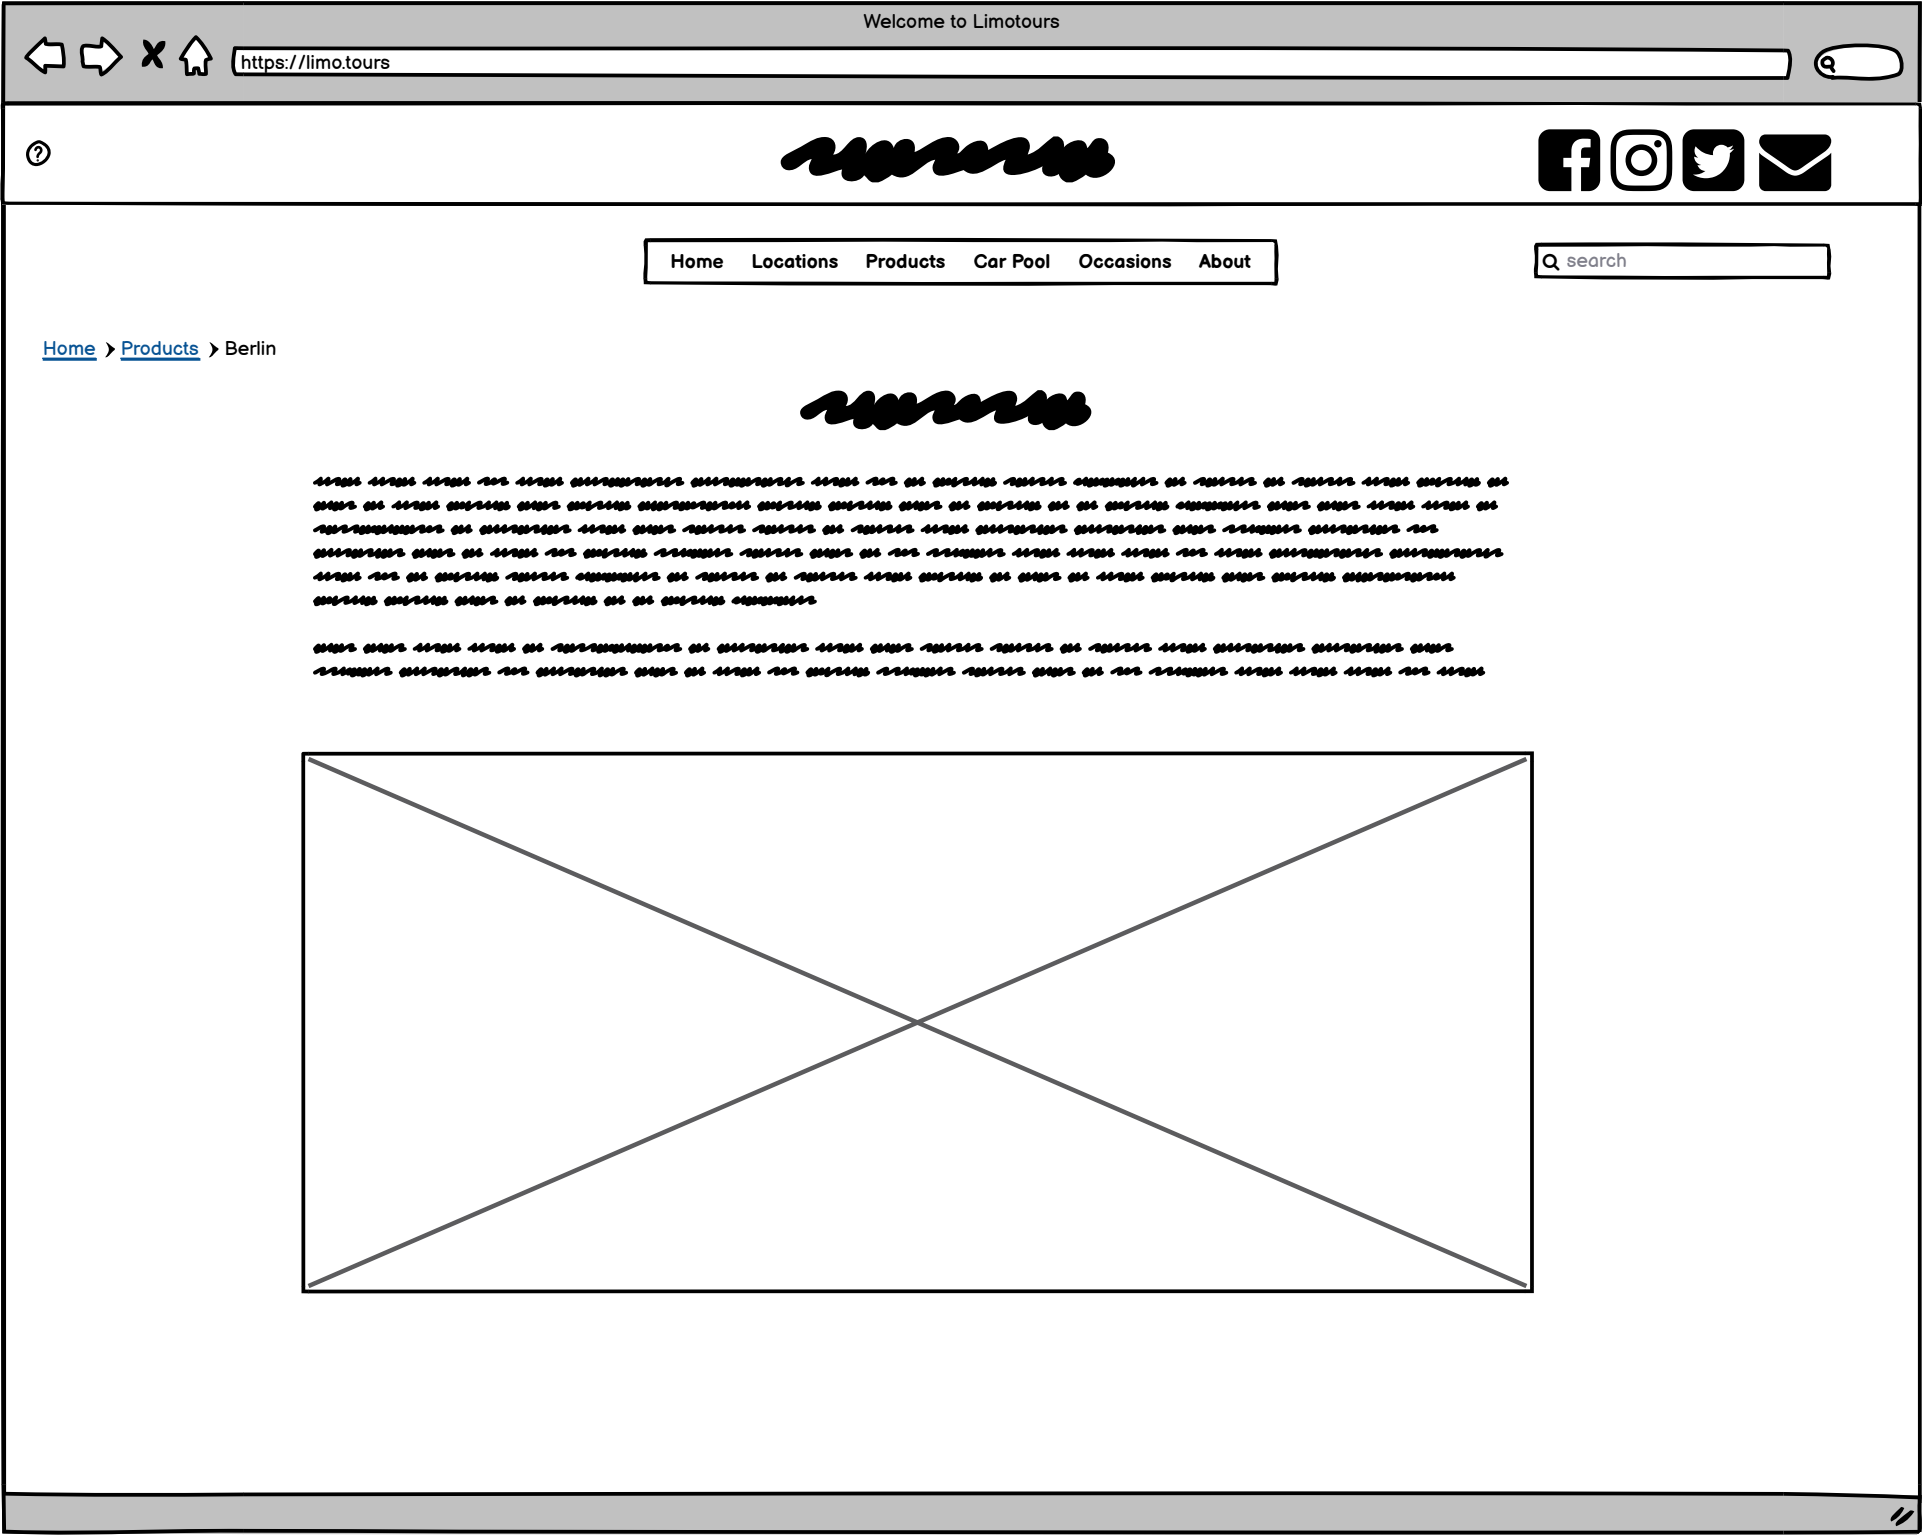 Welcome to Limotours
https://limo.tours
Home Locations Products Car Pool Occasions About
search
Home Products Berlin